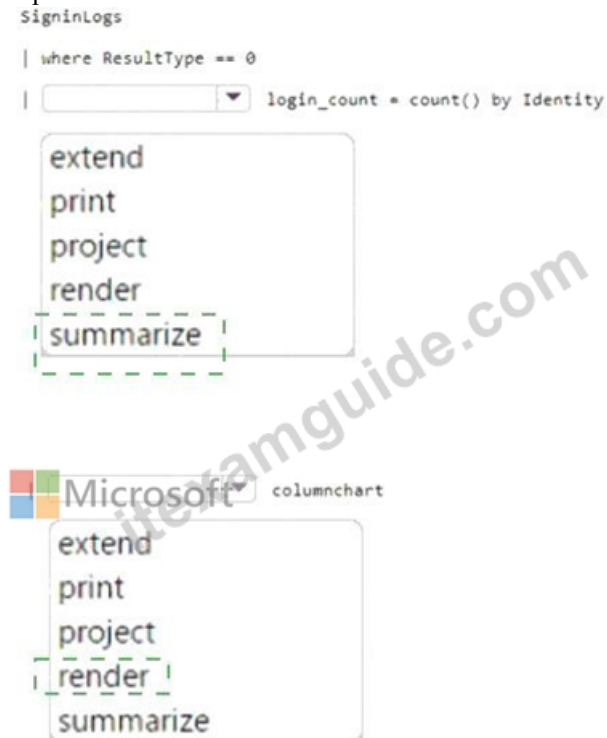 SigninLogs
| where ResultType == 0
| login_count = count() by Identity
extend
print
project
render
summarize
itexamguide.com
| Microsoft columnchart
extend
print
project
render
summarize